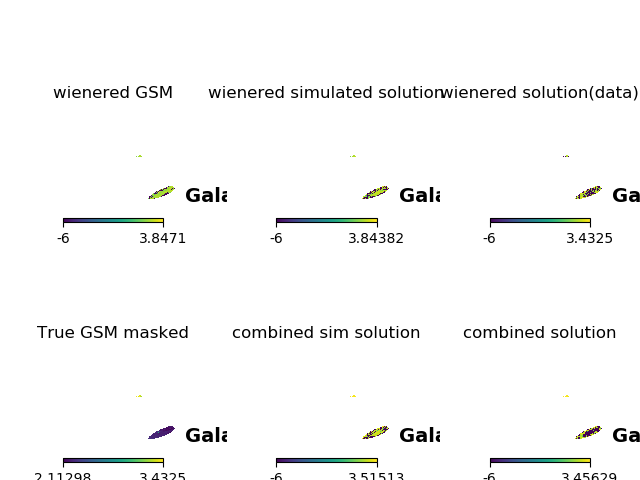 wienered GSM
wienered simulated solution
wienered solution(data)
Gala
Gala
Ga
-6 3.8471
-6 3.84382
-6 3.4325
True GSM masked
combined sim solution
combined solution
Gala
Gala
Ga
2.11298 3.4325
-6 3.51513
-6 3.45629